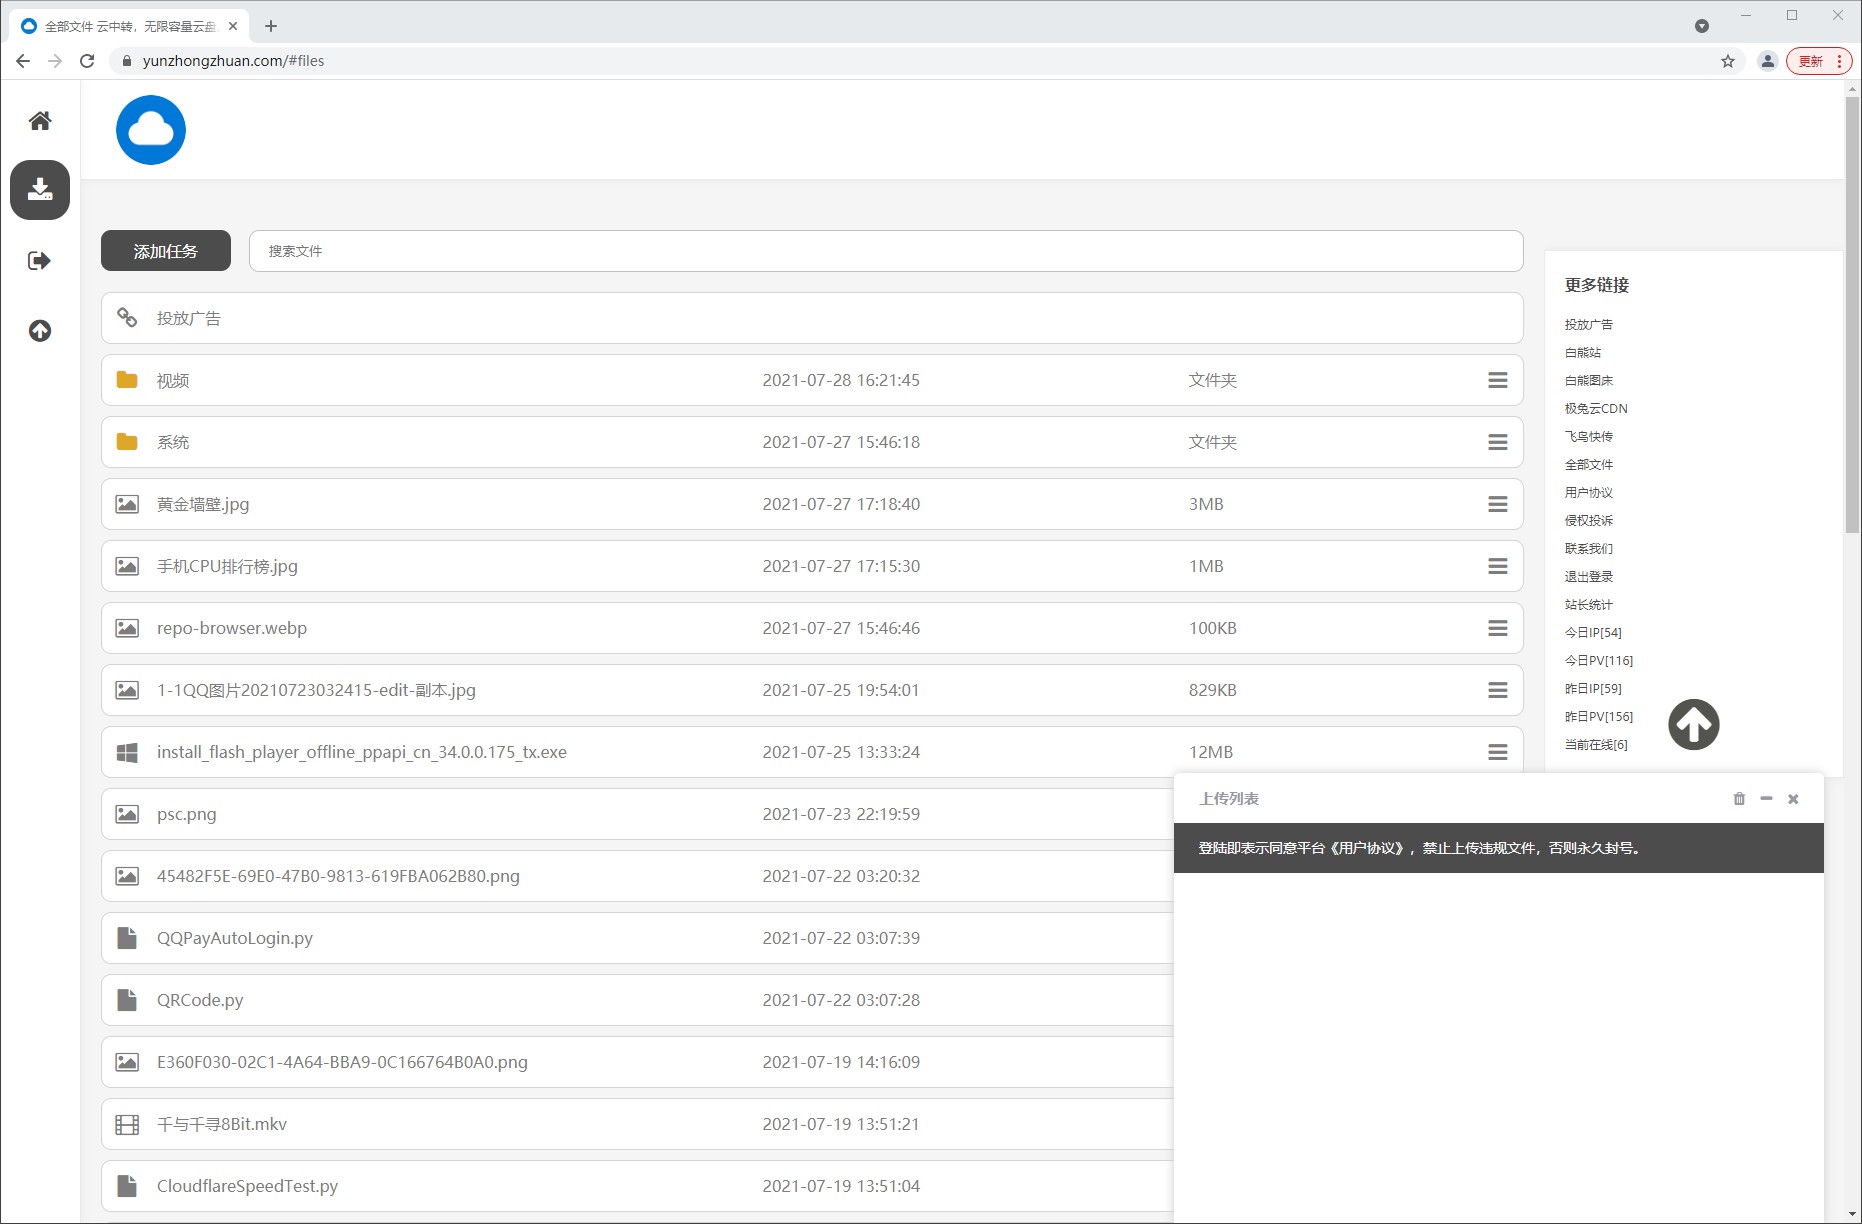 全部文件 云中转，无限容量云盘
yunzhongzhuan.com/#files
更新
添加任务
搜索文件
投放广告
视频 2021-07-28 16:21:45 文件夹
系统 2021-07-27 15:46:18 文件夹
黄金墙壁.jpg 2021-07-27 17:18:40 3MB
手机CPU排行榜.jpg 2021-07-27 17:15:30 1MB
repo-browser.webp 2021-07-27 15:46:46 100KB
1-1QQ图片20210723032415-edit-副本.jpg 2021-07-25 19:54:01 829KB
install_flash_player_offline_ppapi_cn_34.0.0.175_tx.exe 2021-07-25 13:33:24 12MB
psc.png 2021-07-23 22:19:59
45482F5E-69E0-47B0-9813-619FBA062B80.png 2021-07-22 03:20:32
QQPayAutoLogin.py 2021-07-22 03:07:39
QRCode.py 2021-07-22 03:07:28
E360F030-02C1-4A64-BBA9-0C166764B0A0.png 2021-07-19 14:16:09
千与千寻8Bit.mkv 2021-07-19 13:51:21
CloudflareSpeedTest.py 2021-07-19 13:51:04
更多链接
投放广告
白熊站
白熊图床
极兔云CDN
飞鸟快传
全部文件
用户协议
侵权投诉
联系我们
退出登录
站长统计
今日IP[54]
今日PV[116]
昨日IP[59]
昨日PV[156]
当前在线[6]
上传列表
登陆即表示同意平台《用户协议》，禁止上传违规文件，否则永久封号。